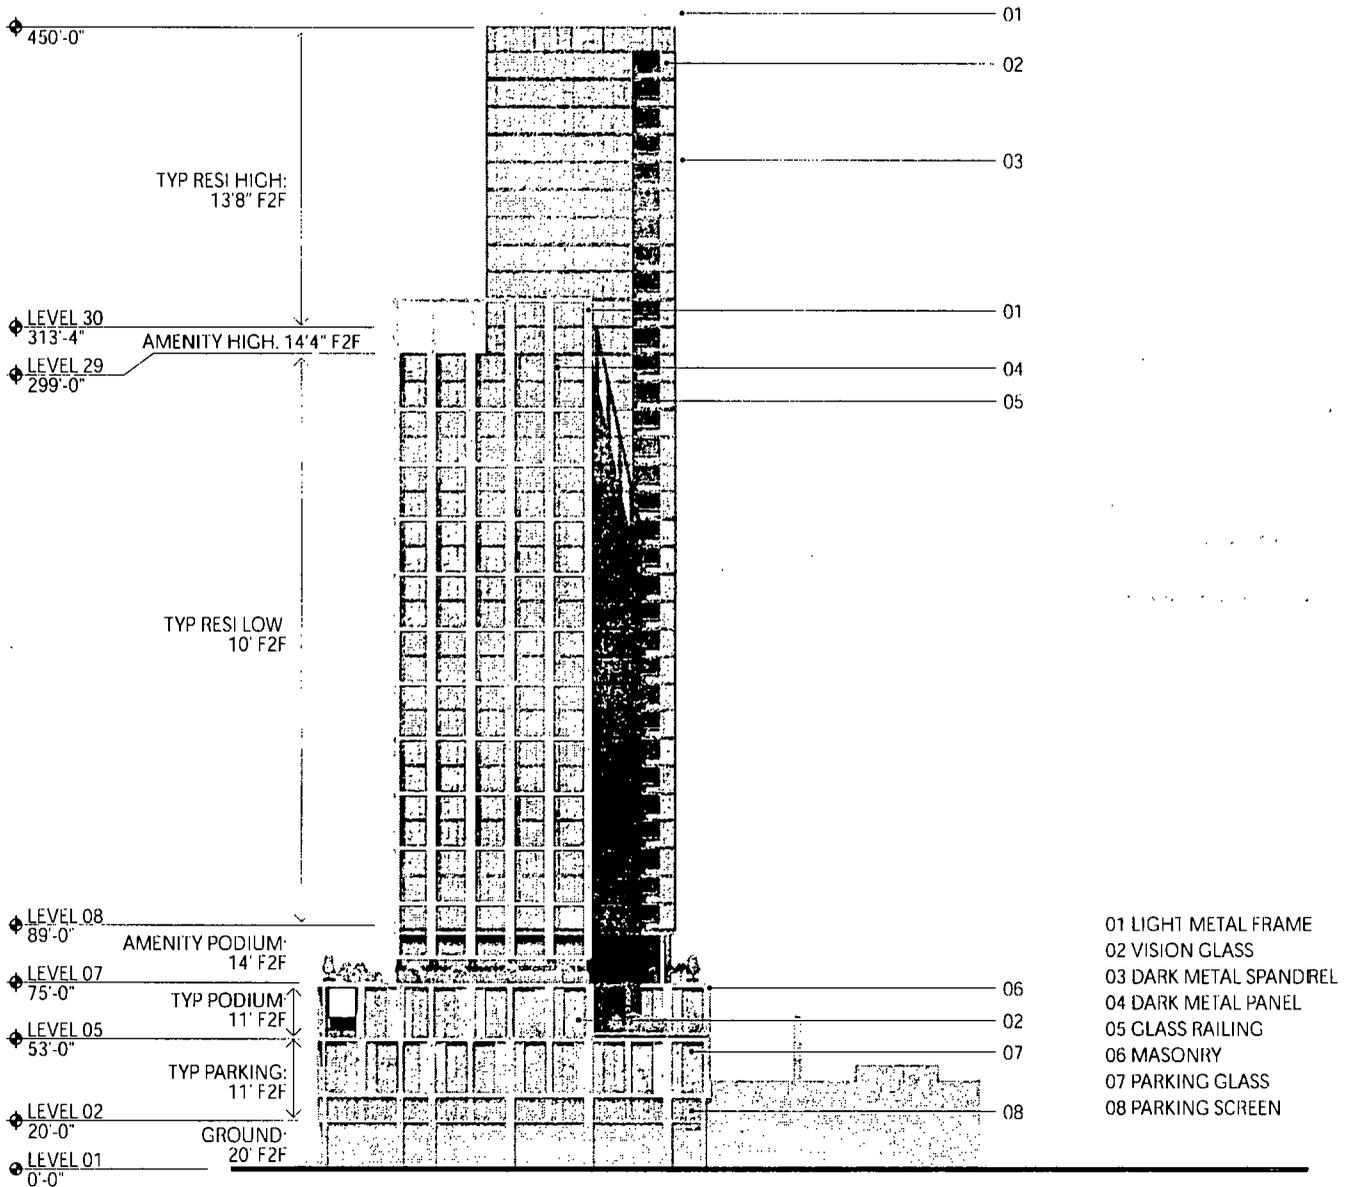 01
450'-0"
02
03
TYP RESI HIGH:
13'8" F2F
01
LEVEL 30
313'-4"
AMENITY HIGH. 14'4" F2F
LEVEL 29
299'-0"
04
05
TYP RESI LOW
10' F2F
LEVEL 08
89'-0"
AMENITY PODIUM:
14' F2F
LEVEL 07
75'-0"
TYP PODIUM:
11' F2F
LEVEL 05
53'-0"
TYP PARKING:
11' F2F
LEVEL 02
20'-0"
GROUND:
20' F2F
LEVEL 01
0'-0"
06
02
07
08
01 LIGHT METAL FRAME
02 VISION GLASS
03 DARK METAL SPANDREL
04 DARK METAL PANEL
05 GLASS RAILING
06 MASONRY
07 PARKING GLASS
08 PARKING SCREEN